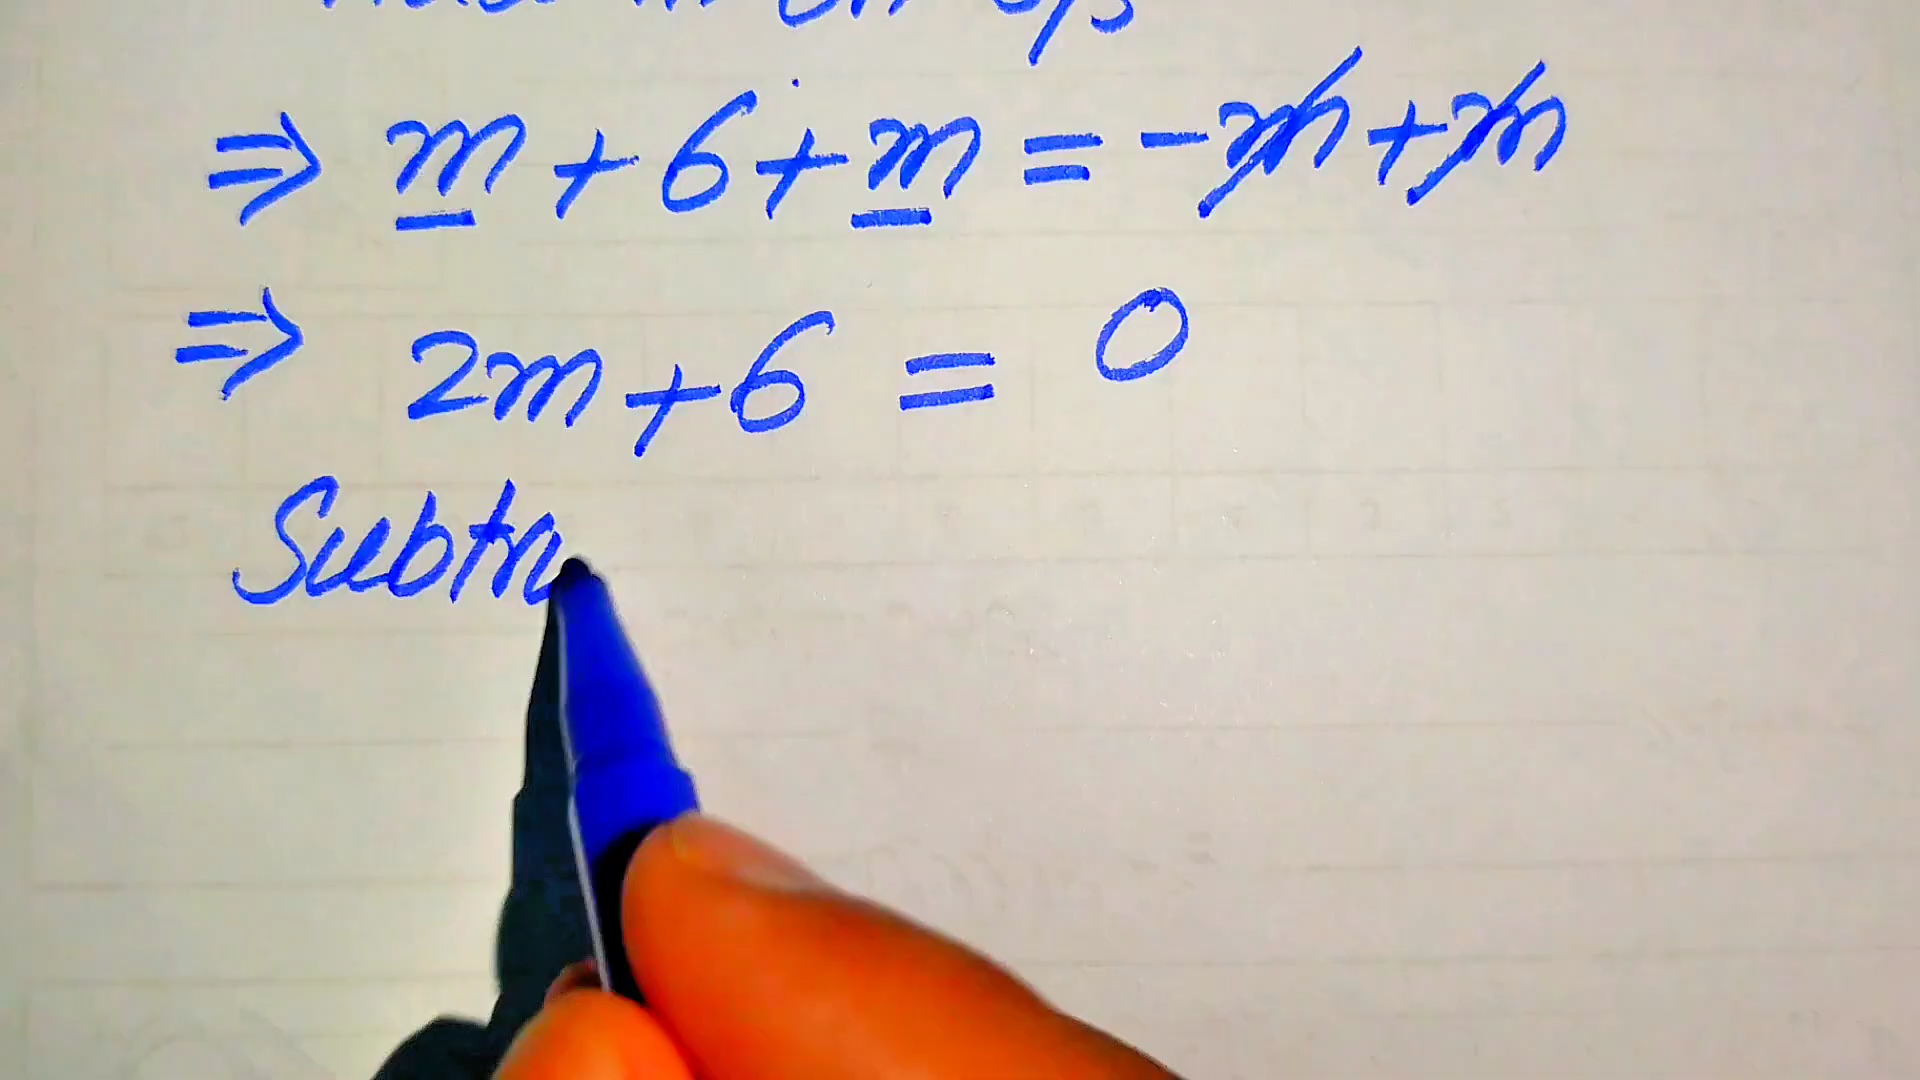 ⇒ m + 6 + m = -m + m
⇒ 2m + 6 = 0
Subtra